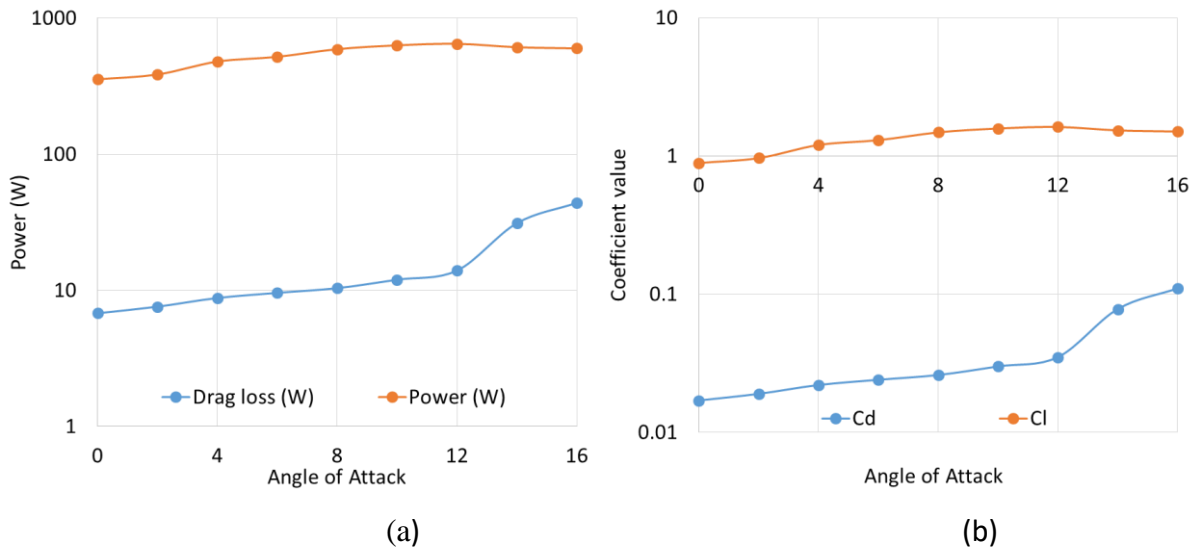 1000
100
10
1
Power (W)
0 4 8 12 16
Angle of Attack
Drag loss (W) Power (W)
(a)
10
1
0.1
0.01
Coefficient value
0 4 8 12 16
Cd Cl
Angle of Attack
(b)